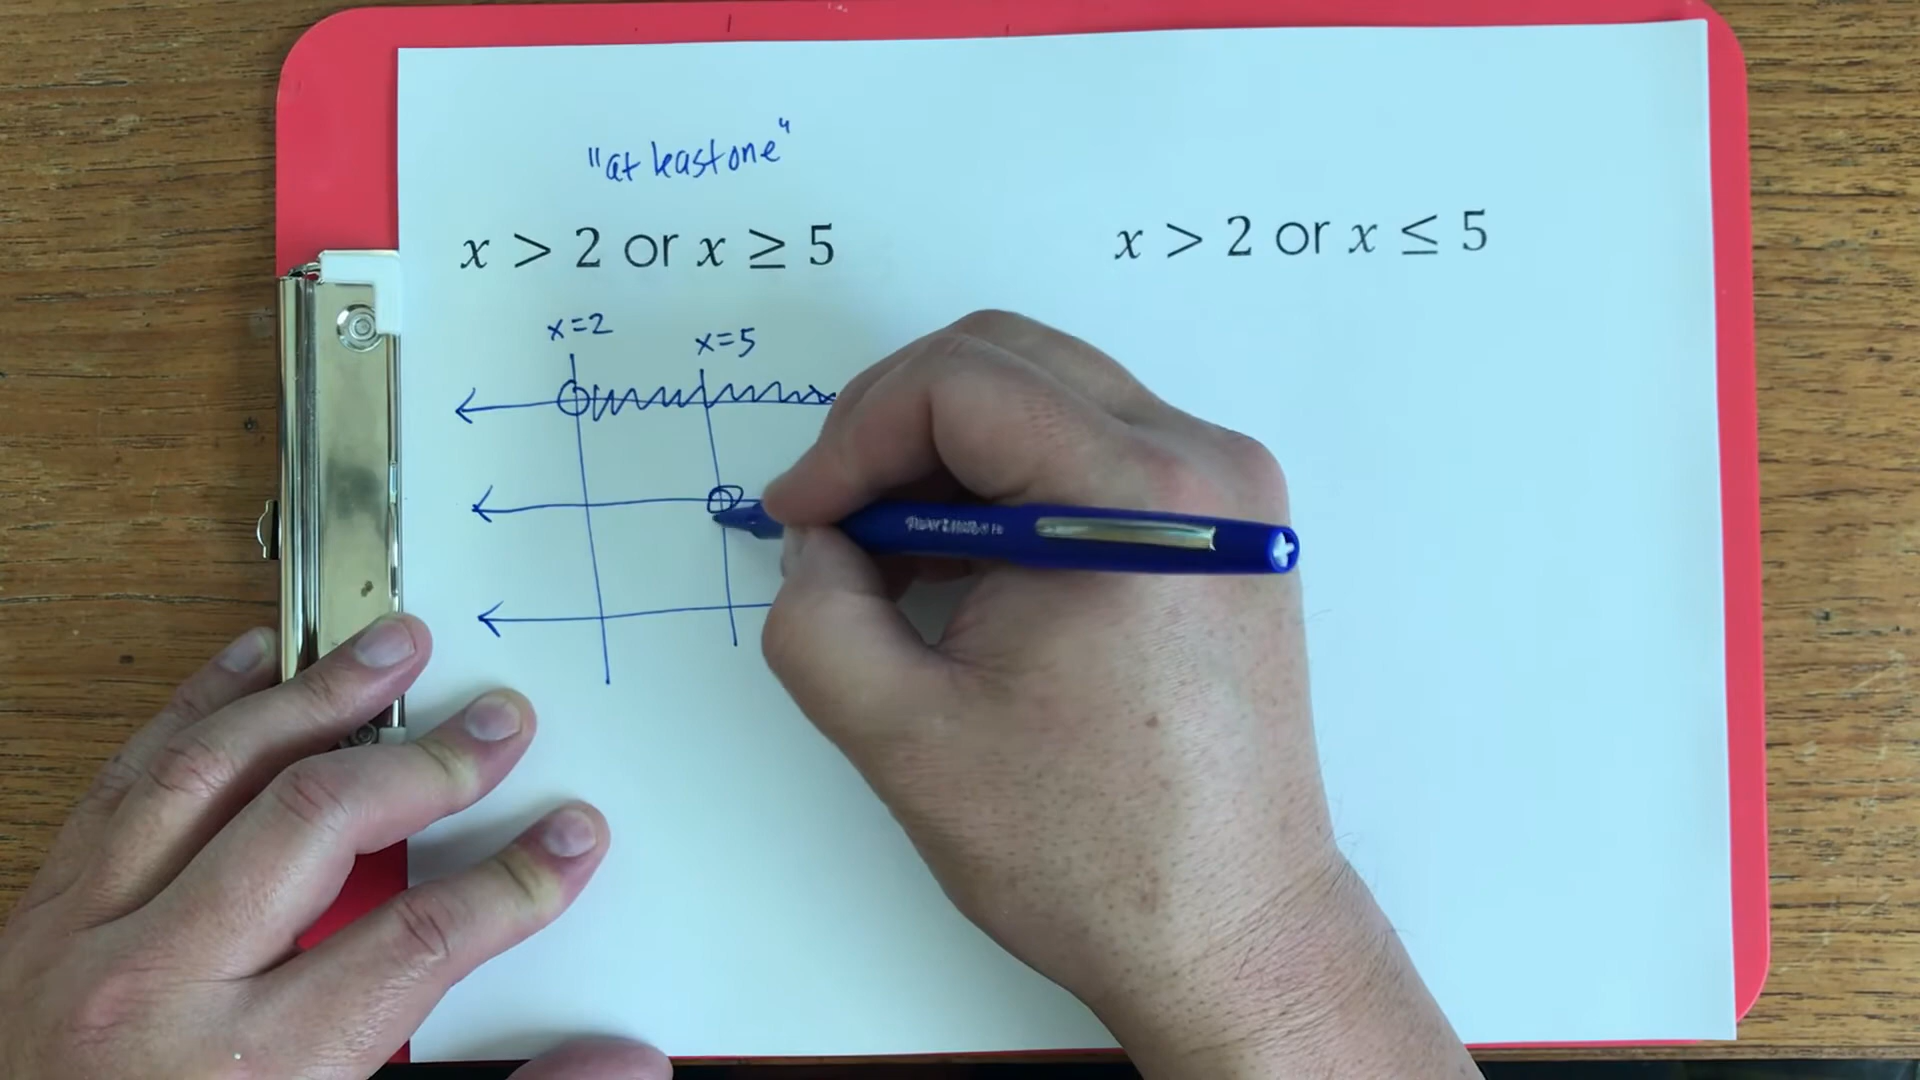 "at least one"
x > 2 or x ≥ 5
x > 2 or x ≤ 5
x=2
x=5